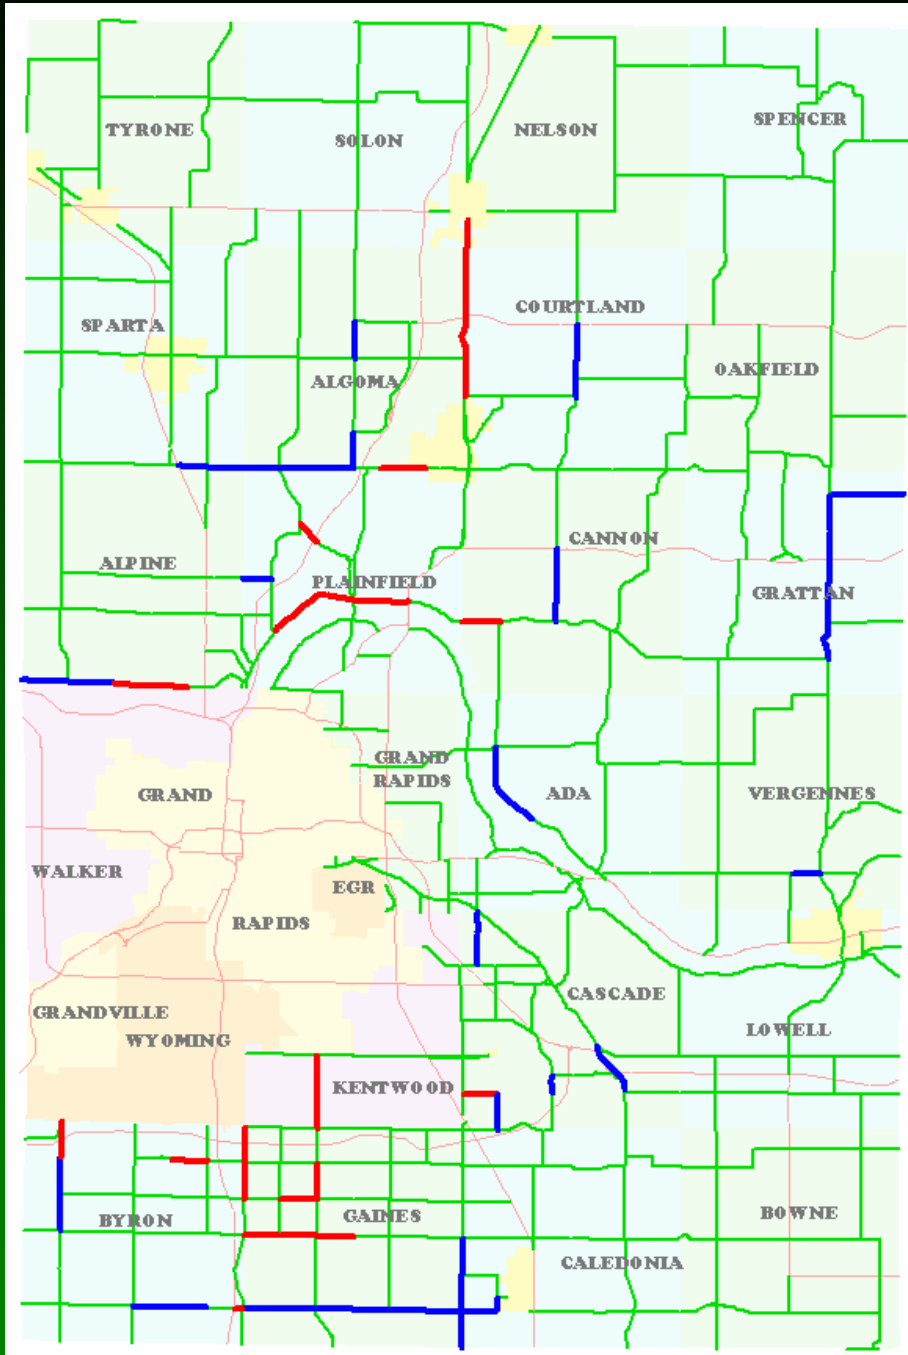 SPENCER
TYRONE
NELSON
SOLON
COURTLAND
SPARTA
OAKFIELD
ALGOMA
CANNON
ALPINE
PLAINFIELD
GRATTAN
GRAND
RAPIDS
GRAND
ADA
VERGENNES
WALKER
EGR
RAPIDS
CASCADE
GRANDVILLE
LOWELL
WYOMING
KENTWOOD
BYRON
GAINES
BOWNE
CALEDONIA